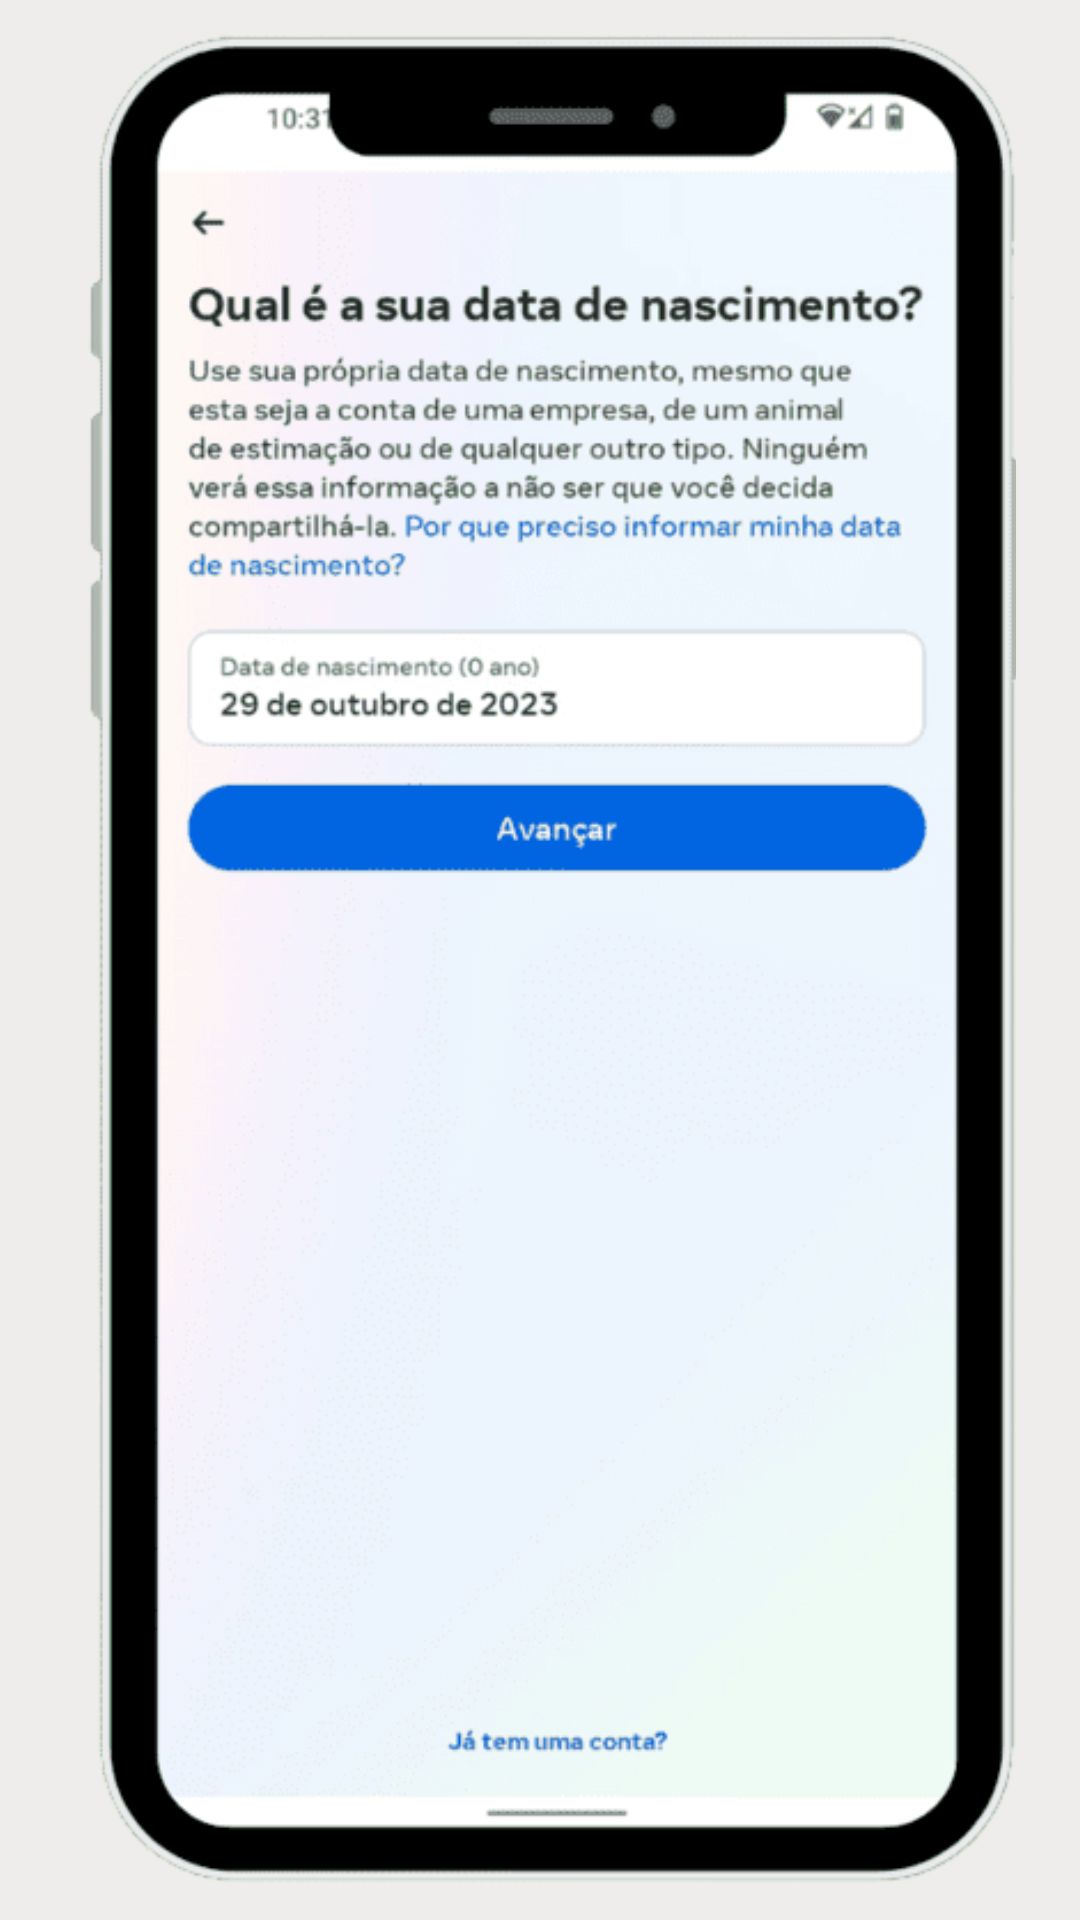 10:31
Qual é a sua data de nascimento?
Use sua própria data de nascimento, mesmo que
esta seja a conta de uma empresa, de um animal
de estimação ou de qualquer outro tipo. Ninguém
verá essa informação a não ser que você decida
compartilhá-la. Por que preciso informar minha data
de nascimento?
Data de nascimento (0 ano)
29 de outubro de 2023
Avançar
Já tem uma conta?